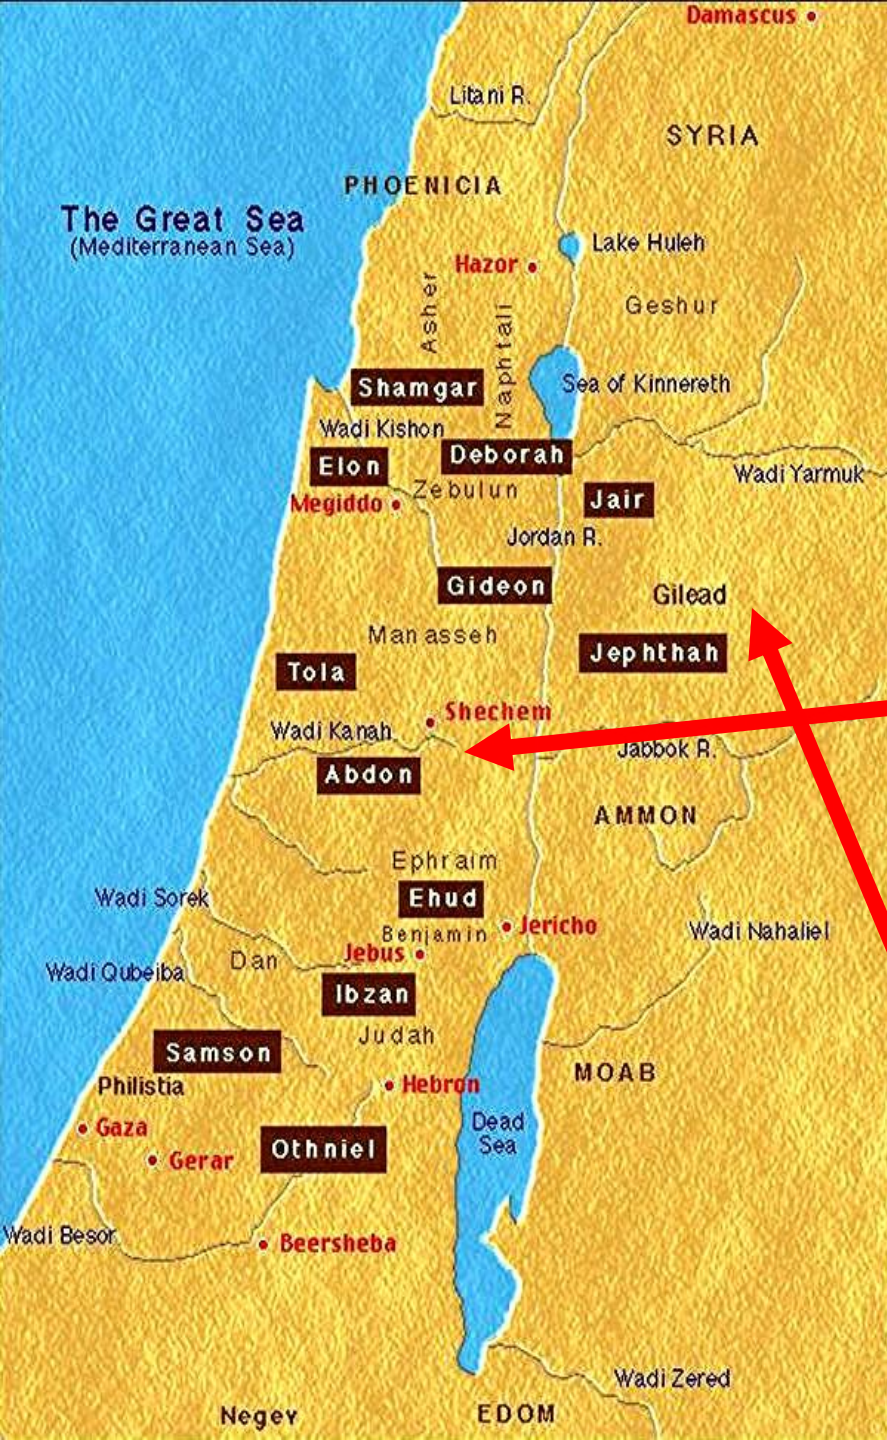 Damascus
Litani R.
SYRIA
PHOENICIA
The Great Sea
(Mediterranean Sea)
Lake Huleh
Hazor
Asher
Naphtali
Geshur
Shamgar
Sea of Kinnereth
Wadi Kishon
Deborah
Elon
Wadi Yarmuk
Zebulun
Megiddo
Jair
Jordan R.
Gideon
Gilead
Manasseh
Jephthah
Tola
Shechem
Wadi Kanah
Jabbok R.
Abdon
AMMON
Ephraim
Wadi Sorek
Ehud
Jericho
Benjamin
Wadi Nahaliel
Jebus
Dan
Wadi Qubeiba
Ibzan
Judah
Samson
MOAB
Philistia
Hebron
Gaza
Dead
Sea
Othniel
Gerar
Wadi Besor
Beersheba
Wadi Zered
Negev
EDOM